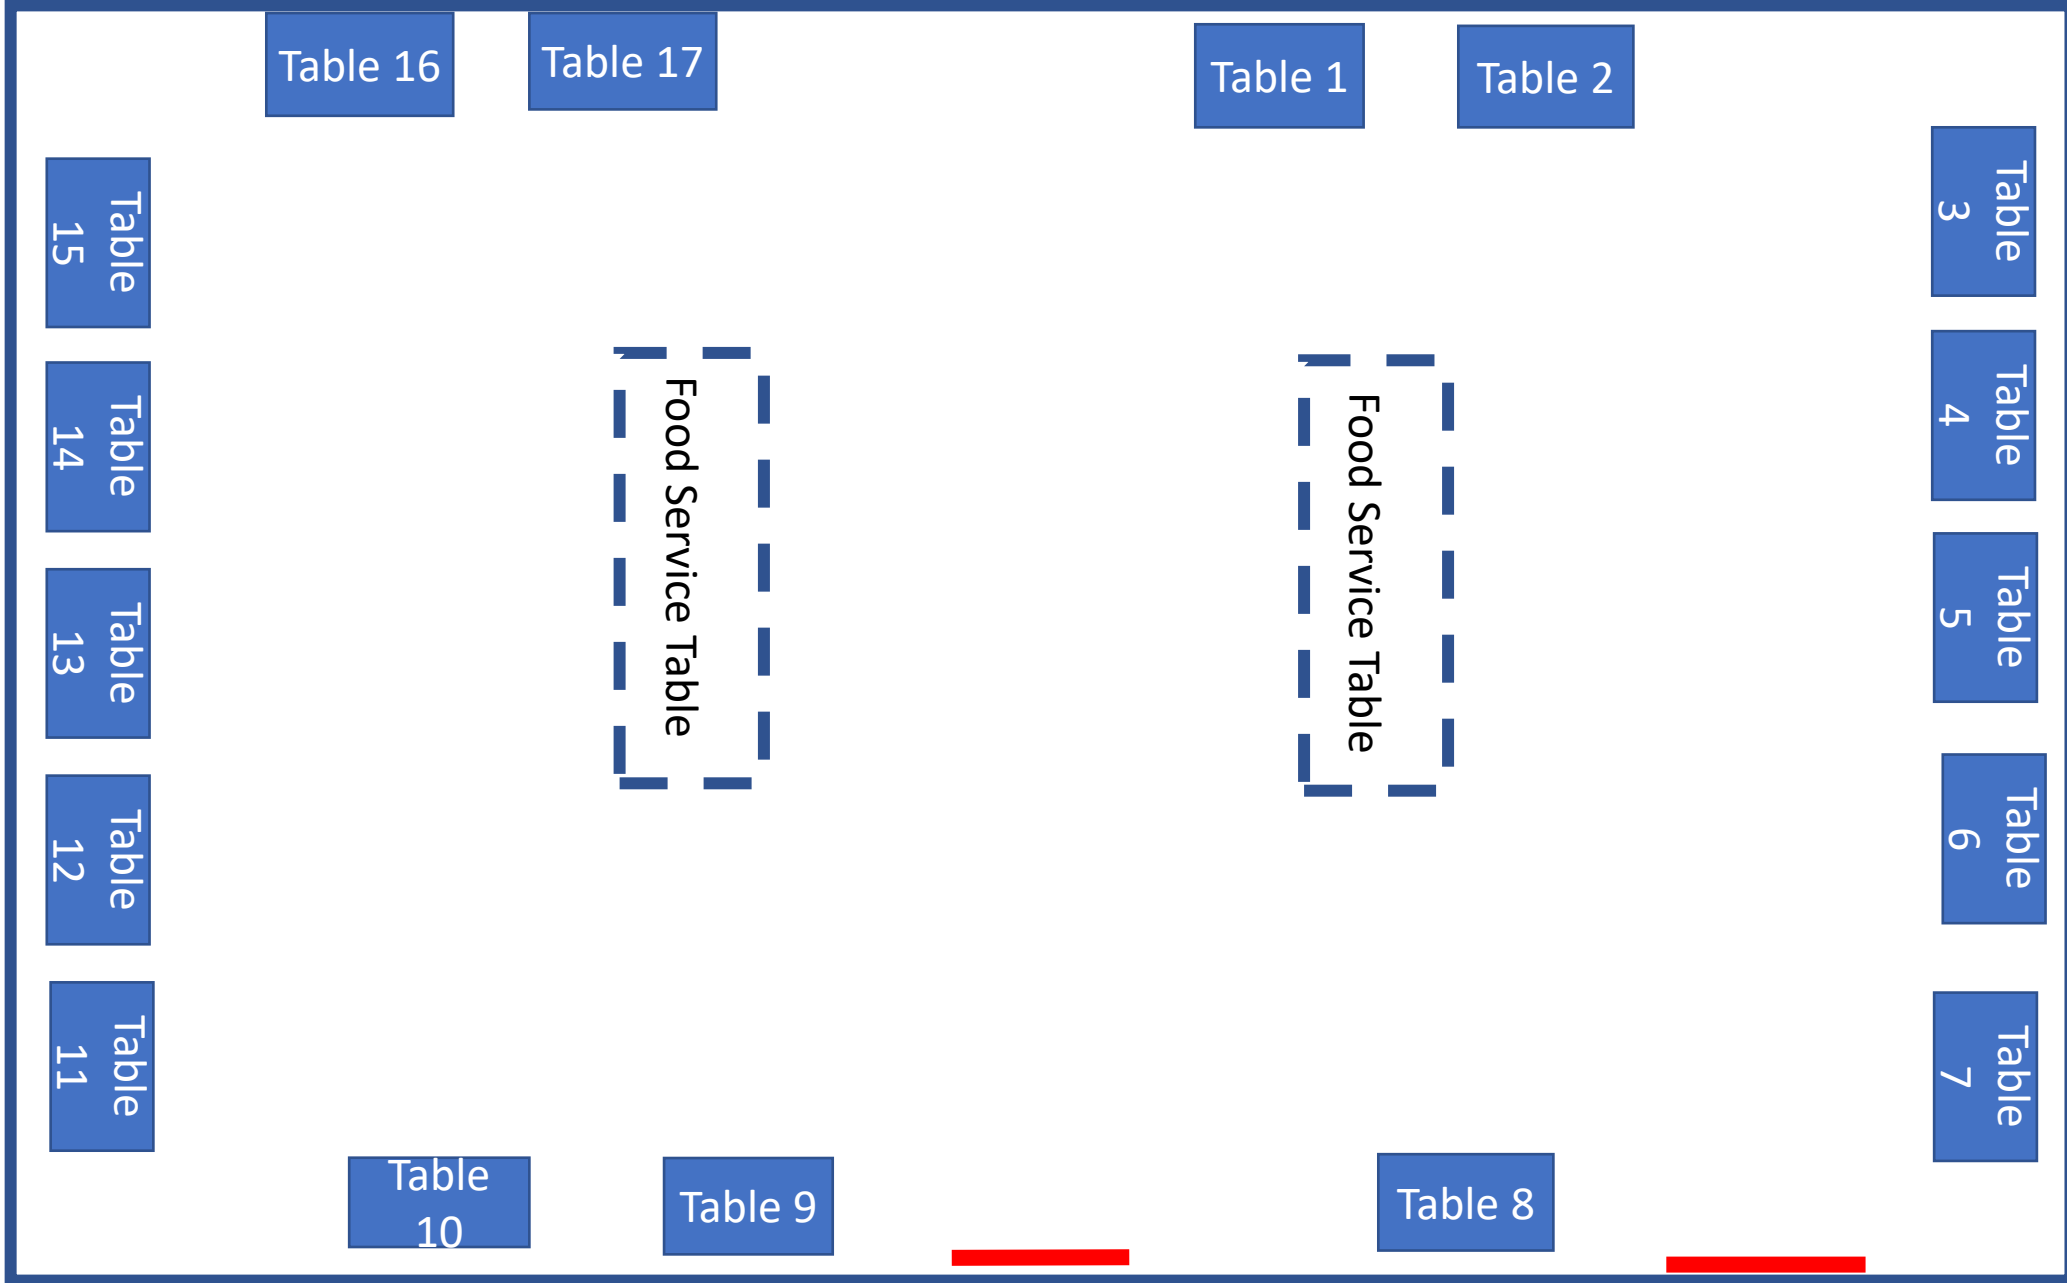 Table 16
Table 17
Table 1
Table 2
Table
3
Table
15
Table
4
Table
14
Food Service Table
Food Service Table
Table
5
Table
13
Table
6
Table
12
Table
7
Table
11
Table
10
Table 9
Table 8